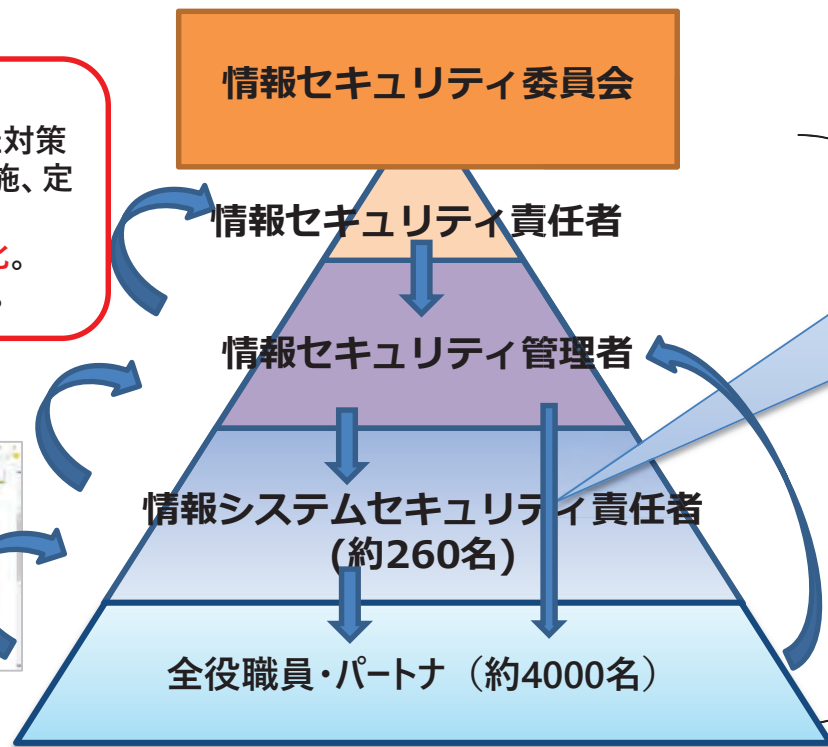 情報セキュリティ委員会
対策
施、定
化。
情報セキュリティ責任者
情報セキュリティ管理者
情報システムセキュリティ責任者
(約260名)
全役職員・パートナ（約4000名）